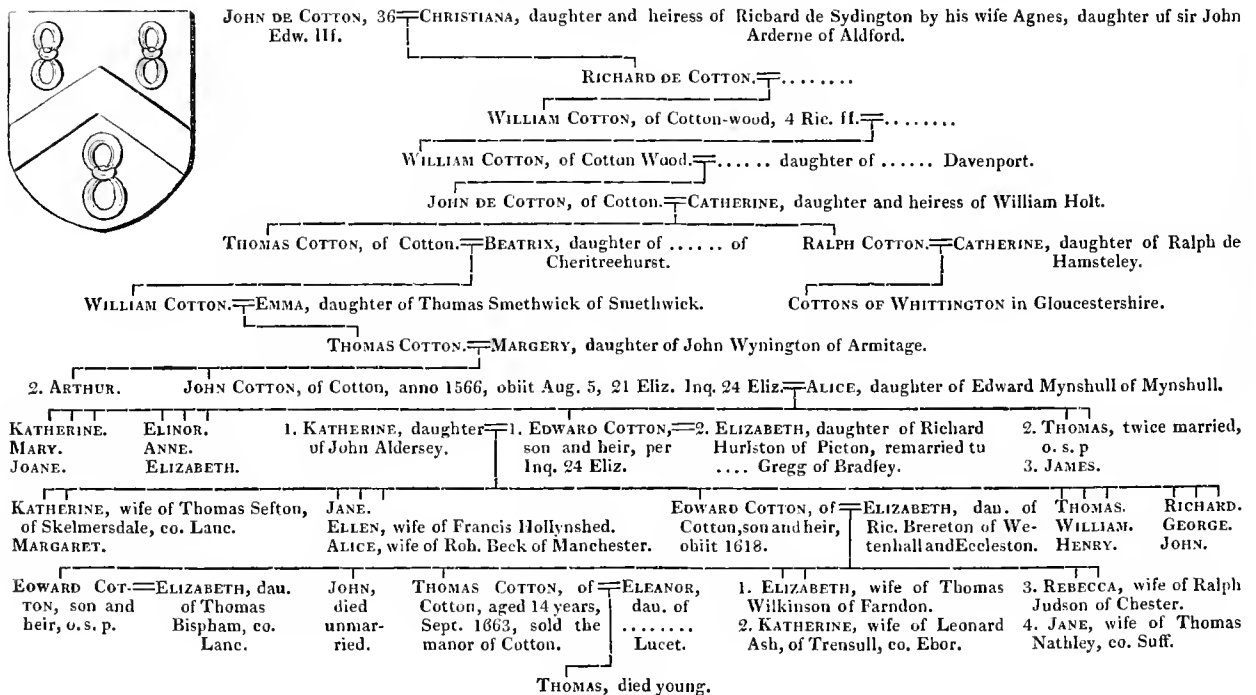 JOHN DE COTTON, 36 = CHRISTIANA, daughter and heiress of Richard de Sydington by his wife Agnes, daughter of sir John
Edw. III. Arderne of Aldford.
RICHARD DE COTTON. = ........
WILLIAM COTTON, of Cotton-wood, 4 Ric. II. = ........
WILLIAM COTTON, of Cotton Wood. = ...... daughter of ...... Davenport.
JOHN DE COTTON, of Cotton. = CATHERINE, daughter and heiress of William Holt.
THOMAS COTTON, of Cotton. = BEATRIX, daughter of ...... of
Cheritreehurst.
RALPH COTTON. = CATHERINE, daughter of Ralph de
Hamsteley.
WILLIAM COTTON. = EMMA, daughter of Thomas Smethwick of Smethwick.
COTTONS OF WHITTINGTON in Gloucestershire.
THOMAS COTTON. = MARGERY, daughter of John Wynington of Armitage.
2. ARTHUR. JOHN COTTON, of Cotton, anno 1566, obiit Aug. 5, 21 Eliz. Inq. 24 Eliz. = ALICE, daughter of Edward Mynshull of Mynshull.
KATHERINE.
MARY.
JOANE.
ELINOR.
ANNE.
ELIZABETH.
1. KATHERINE, daughter
of John Aldersey.
= 1. EDWARD COTTON, =
son and heir, per
Inq. 24 Eliz.
2. ELIZABETH, daughter of Richard
Hurlston of Picton, remarried to
.... Gregg of Bradley.
2. THOMAS, twice married,
o. s. p
3. JAMES.
KATHERINE, wife of Thomas Sefton,
of Skelmersdale, co. Lanc.
MARGARET.
JANE.
ELLEN, wife of Francis Hollynshed.
ALICE, wife of Rob. Beck of Manchester.
EDWARD COTTON, of
Cotton, son and heir,
obiit 1618.
= ELIZABETH, dau. of
Ric. Brereton of We-
tenhall and Eccleston.
THOMAS.
WILLIAM.
HENRY.
RICHARD.
GEORGE.
JOHN.
EDWARD COT-
TON, son and
heir, o. s. p.
= ELIZABETH, dau.
of Thomas
Bispham, co.
Lanc.
JOHN,
died
unmar-
ried.
THOMAS COTTON, of
Cotton, aged 14 years,
Sept. 1663, sold the
manor of Cotton.
= ELEANOR,
dau. of
........
Lucet.
1. ELIZABETH, wife of Thomas
Wilkinson of Farndon.
2. KATHERINE, wife of Leonard
Ash, of Trensull, co. Ebor.
3. REBECCA, wife of Ralph
Judson of Chester.
4. JANE, wife of Thomas
Nathley, co. Suff.
THOMAS, died young.